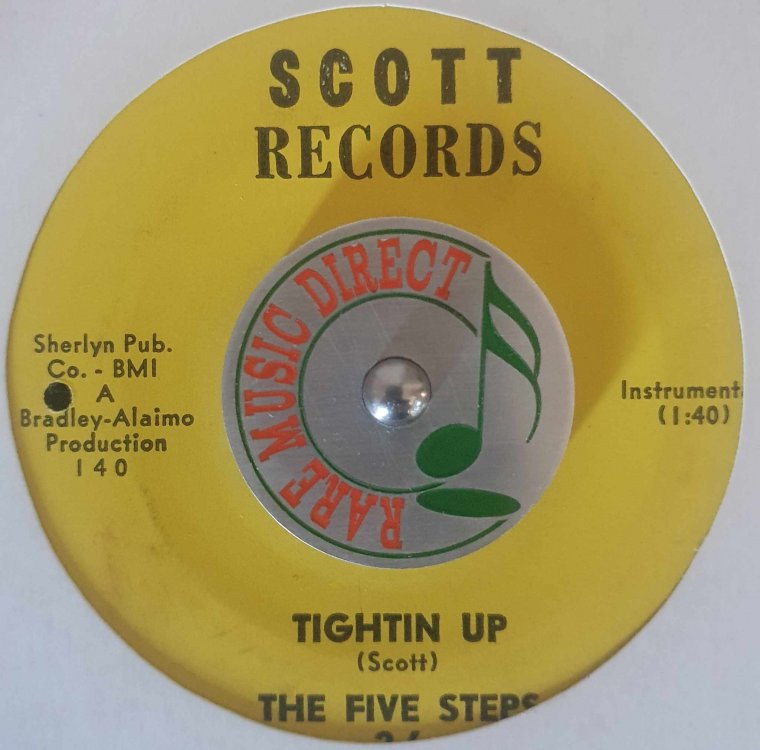 SCOTT
RECORDS
RARE MUSIC DIRECT
Sherlyn Pub.
Co. - BMI
A
Bradley-Alaimo
Production
140
Instrument
(1:40)
TIGHTIN UP
(Scott)
THE FIVE STEPS